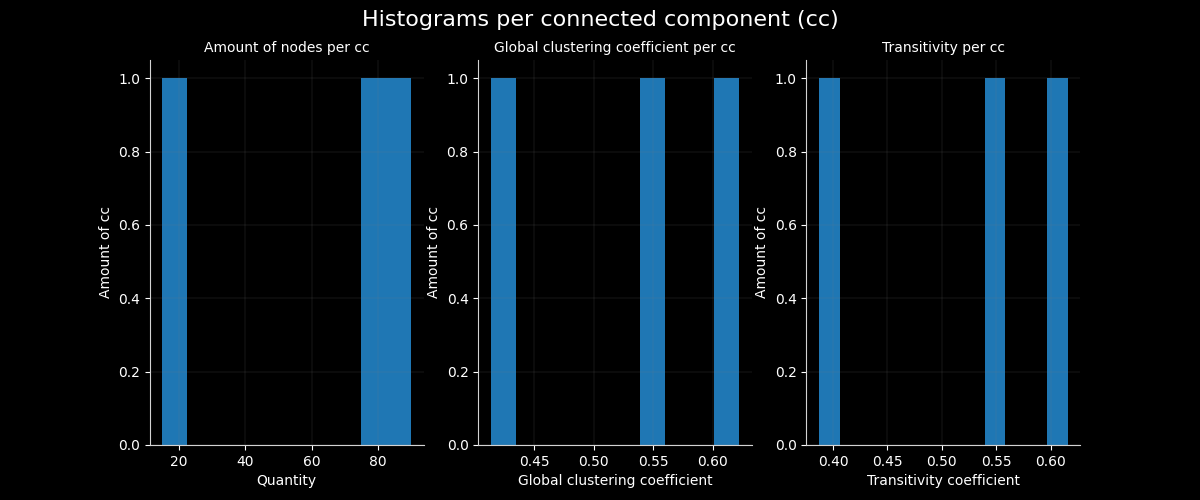 Histograms per connected component (cc)
Amount of nodes per cc
Amount of cc
1.0
0.8
0.6
0.4
0.2
0.0
20 40 60 80
Quantity
Global clustering coefficient per cc
Amount of cc
1.0
0.8
0.6
0.4
0.2
0.0
0.45 0.50 0.55 0.60
Global clustering coefficient
Transitivity per cc
Amount of cc
1.0
0.8
0.6
0.4
0.2
0.0
0.40 0.45 0.50 0.55 0.60
Transitivity coefficient